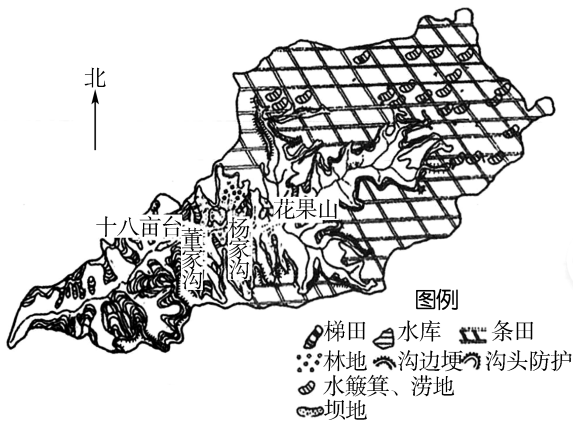 北
花果山
十八亩台
董家沟
杨家沟
图例
梯田 水库 条田
林地 沟边埂 沟头防护
水簸箕、涝地
坝地